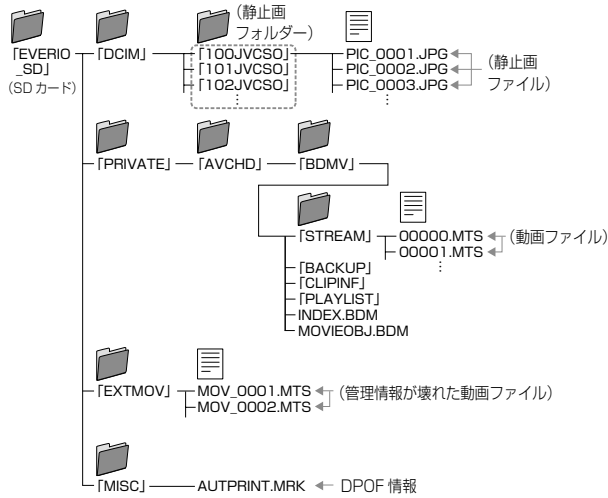 (静止画
フォルダー)
「EVERIO
_SD」
(SDカード)
「DCIM」
「100JVCSO」
「101JVCSO」
「102JVCSO」
⋮
PIC_0001.JPG
PIC_0002.JPG
PIC_0003.JPG
⋮
(静止画
ファイル)
「PRIVATE」
「AVCHD」
「BDMV」
「STREAM」
00000.MTS
00001.MTS
⋮
(動画ファイル)
「BACKUP」
「CLIPINF」
「PLAYLIST」
INDEX.BDM
MOVIEOBJ.BDM
「EXTMOV」
MOV_0001.MTS
MOV_0002.MTS
(管理情報が壊れた動画ファイル)
「MISC」
AUTPRINT.MRK
DPOF 情報